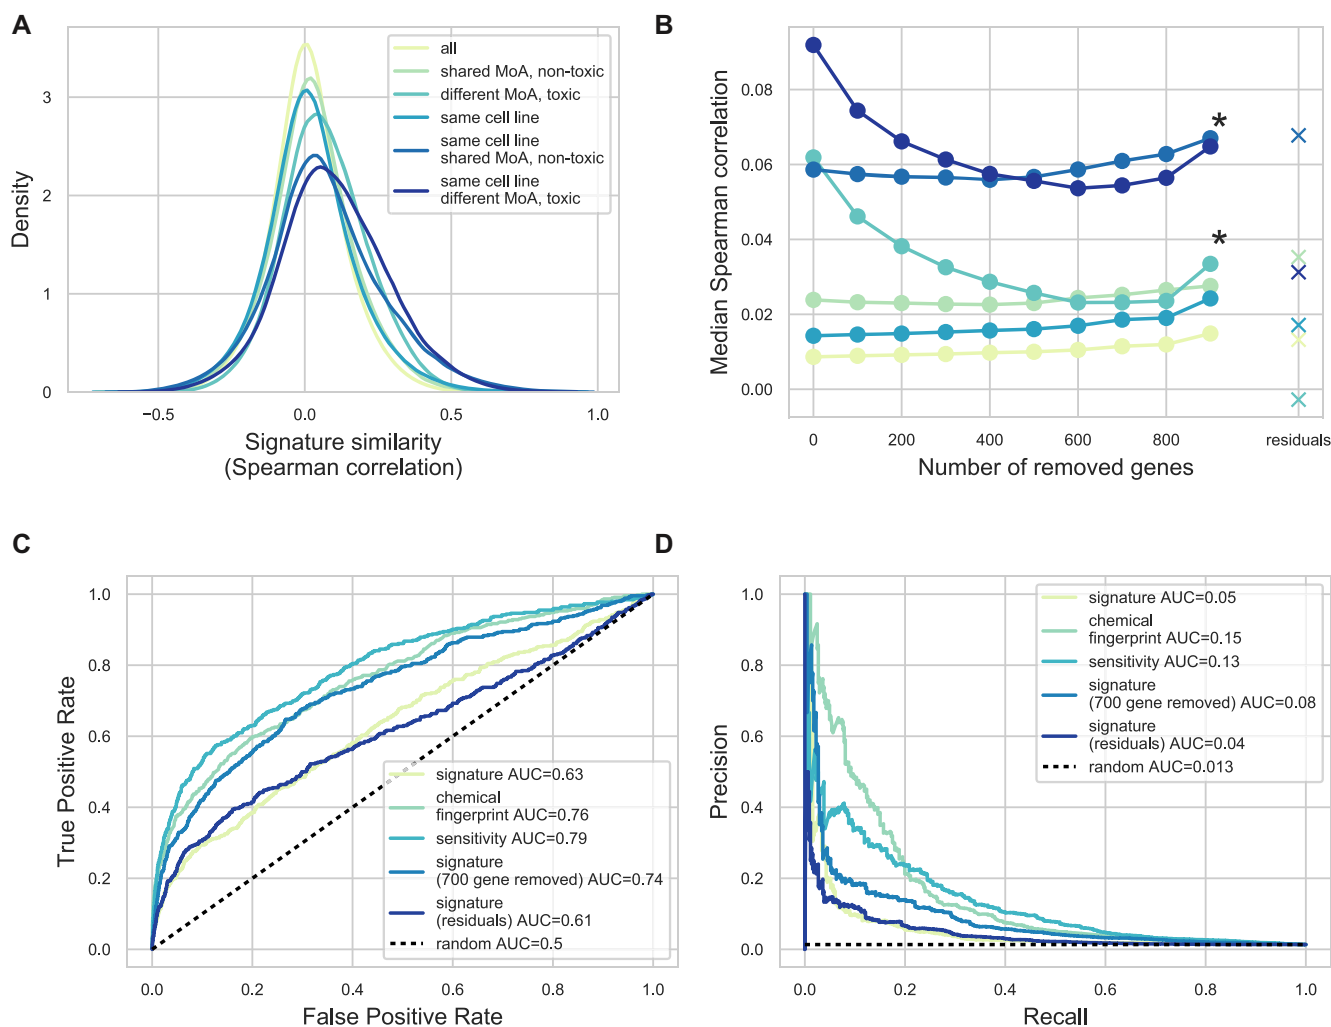 A
Density
3
2
1
0
−0.5
0.0
0.5
1.0
Signature similarity
(Spearman correlation)
all
shared MoA, non-toxic
different MoA, toxic
same cell line
same cell line
shared MoA, non-toxic
same cell line
different MoA, toxic
B
Median Spearman correlation
0.08
0.06
0.04
0.02
0.00
*
*
0
200
400
600
800
residuals
Number of removed genes
C
True Positive Rate
1.0
0.8
0.6
0.4
0.2
0.0
0.0
0.2
0.4
0.6
0.8
1.0
False Positive Rate
signature AUC=0.63
chemical
fingerprint AUC=0.76
sensitivity AUC=0.79
signature
(700 gene removed) AUC=0.74
signature
(residuals) AUC=0.61
random AUC=0.5
D
Precision
1.0
0.8
0.6
0.4
0.2
0.0
0.0
0.2
0.4
0.6
0.8
1.0
Recall
signature AUC=0.05
chemical
fingerprint AUC=0.15
sensitivity AUC=0.13
signature
(700 gene removed) AUC=0.08
signature
(residuals) AUC=0.04
random AUC=0.013